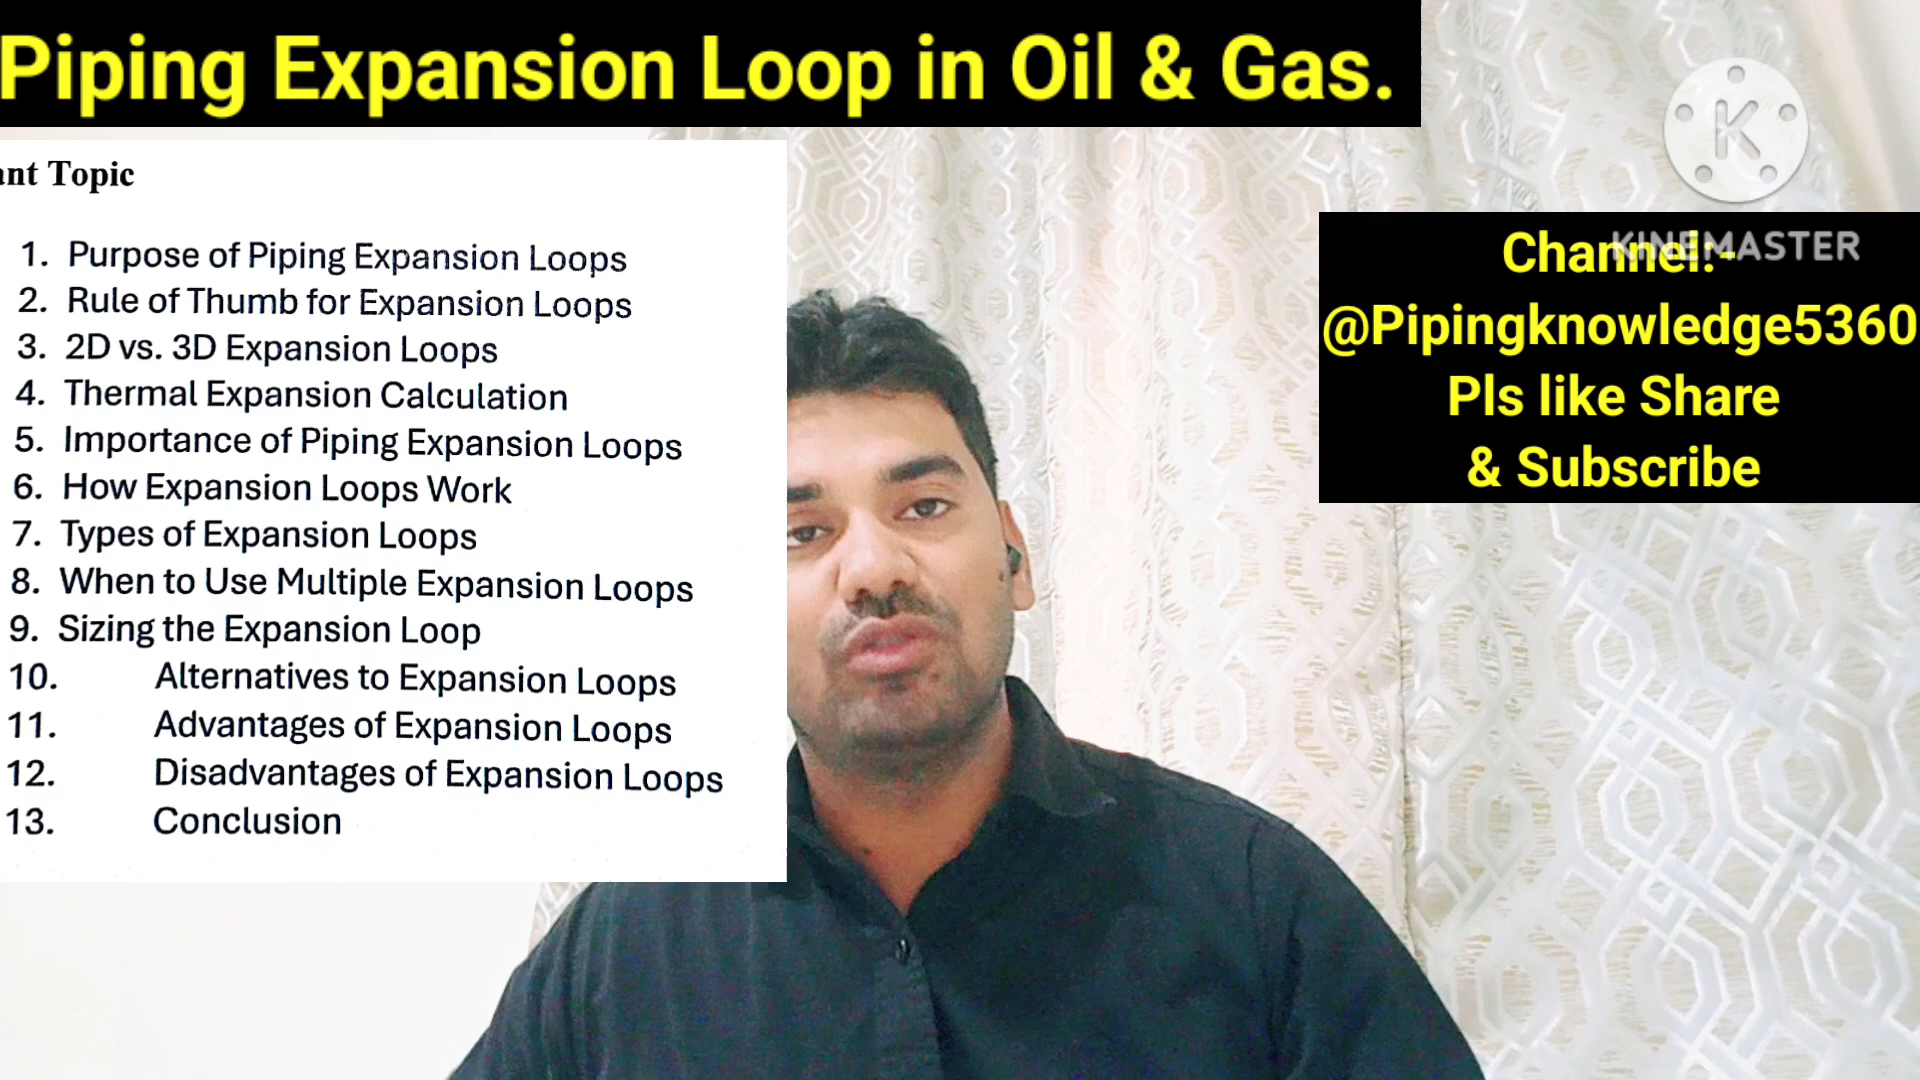 Piping Expansion Loop in Oil & Gas.
ant Topic
1. Purpose of Piping Expansion Loops
2. Rule of Thumb for Expansion Loops
3. 2D vs. 3D Expansion Loops
4. Thermal Expansion Calculation
5. Importance of Piping Expansion Loops
6. How Expansion Loops Work
7. Types of Expansion Loops
8. When to Use Multiple Expansion Loops
9. Sizing the Expansion Loop
10. Alternatives to Expansion Loops
11. Advantages of Expansion Loops
12. Disadvantages of Expansion Loops
13. Conclusion
K
KINEMASTER
Channel:-
@Pipingknowledge5360
Pls like Share
& Subscribe